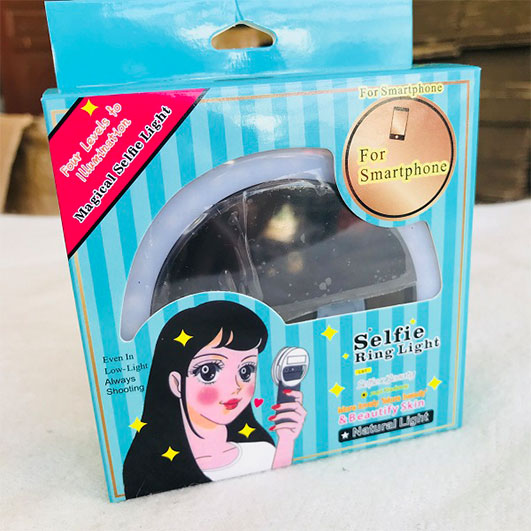 For Smartphone
Four Levels fo
Illumination
Magical Selfie Light
For
Smartphone
Even In
Low-Light
Always
Shooting
Selfie
Ring Light
& Beautify Skin
Natural Light